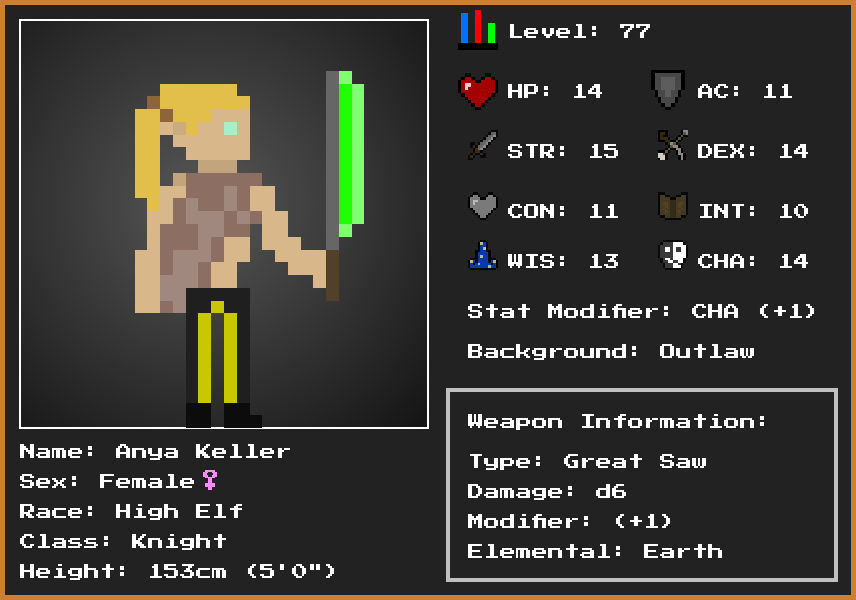 Level: 77
HP: 14 AC: 11
STR: 15 DEX: 14
CON: 11 INT: 10
WIS: 13 CHA: 14
Stat Modifier: CHA (+1)
Background: Outlaw
Weapon Information:
Type: Great Saw
Damage: d6
Modifier: (+1)
Elemental: Earth
Name: Anya Keller
Sex: Female♀
Race: High Elf
Class: Knight
Height: 153cm (5'0")